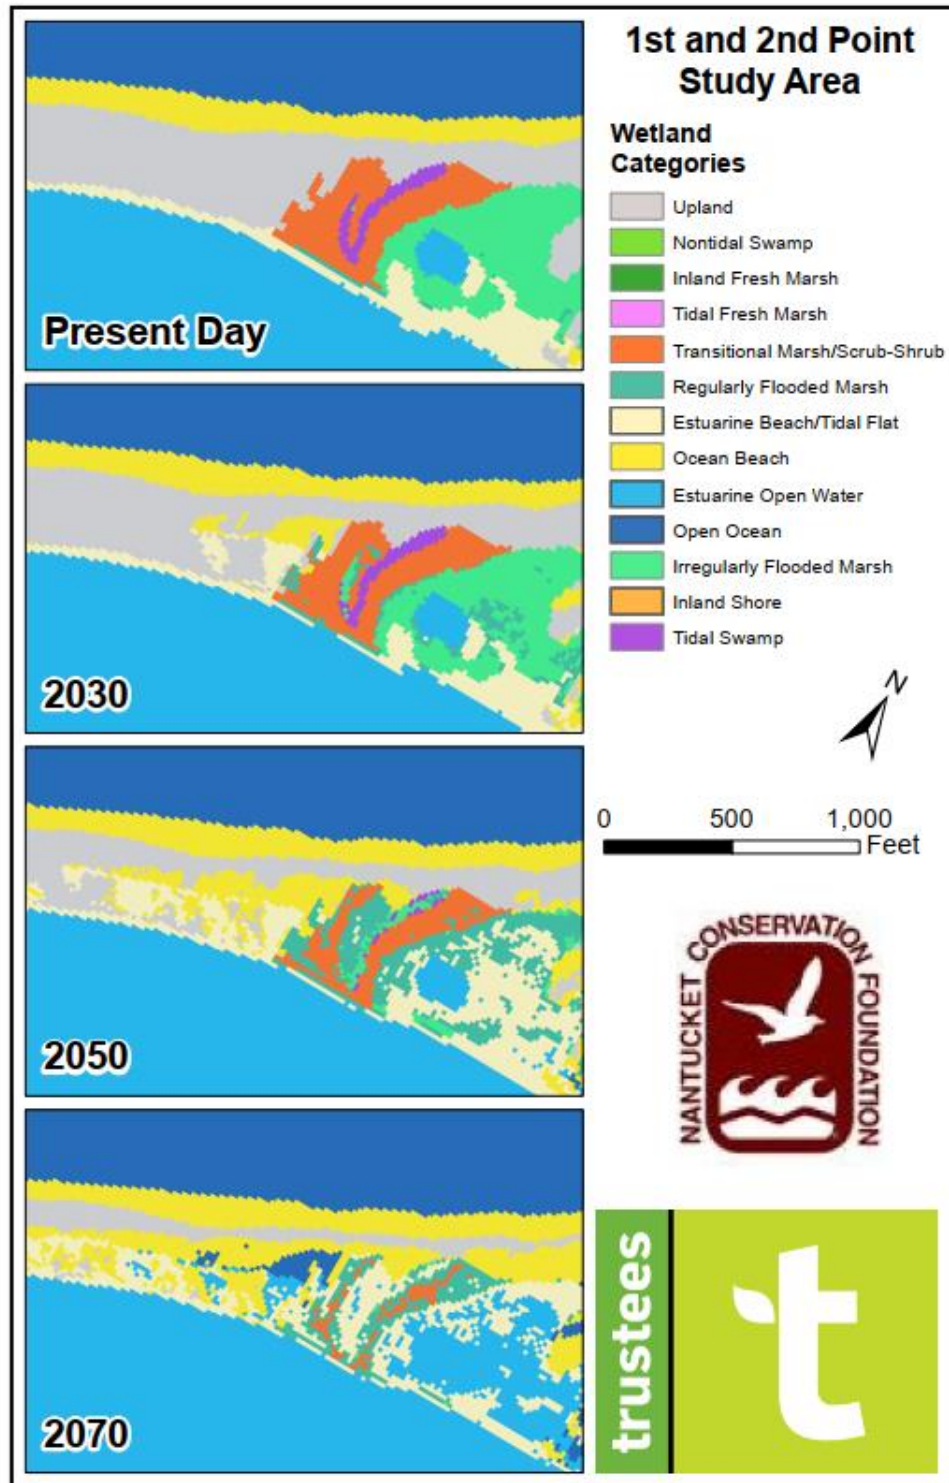 1st and 2nd Point
Study Area
Wetland
Categories
Upland
Nontidal Swamp
Inland Fresh Marsh
Tidal Fresh Marsh
Transitional Marsh/Scrub-Shrub
Regularly Flooded Marsh
Estuarine Beach/Tidal Flat
Ocean Beach
Estuarine Open Water
Open Ocean
Irregularly Flooded Marsh
Inland Shore
Tidal Swamp
Present Day
2030
2050
2070
N
0 500 1,000
Feet
NANTUCKET CONSERVATION FOUNDATION
trustees
t